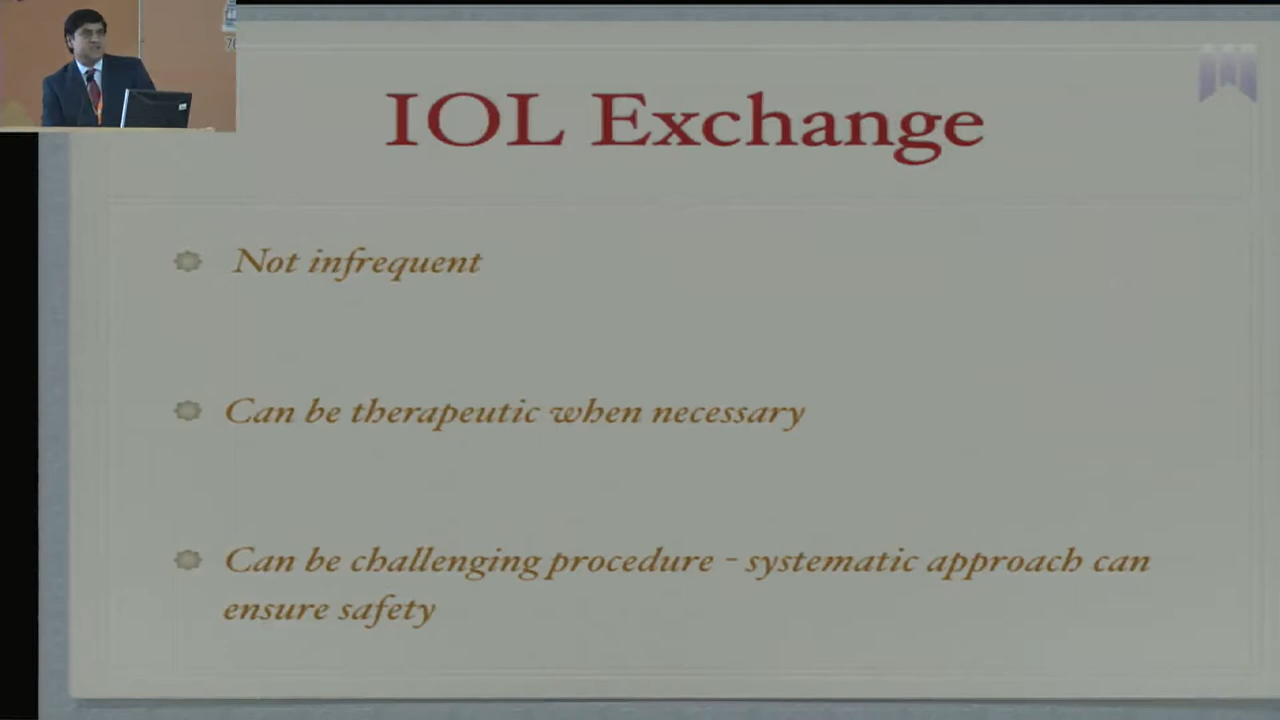 IOL Exchange
Not infrequent
Can be therapeutic when necessary
Can be challenging procedure - systematic approach can
ensure safety